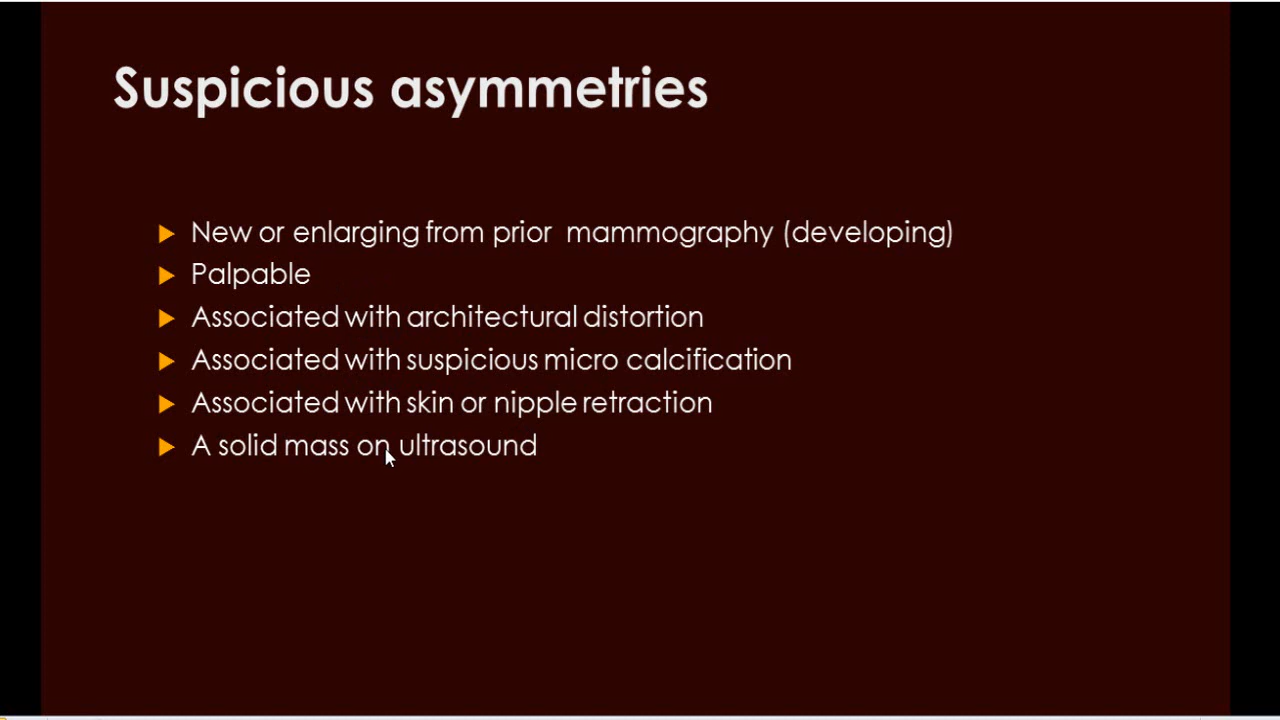 Suspicious asymmetries
New or enlarging from prior mammography (developing)
Palpable
Associated with architectural distortion
Associated with suspicious micro calcification
Associated with skin or nipple retraction
A solid mass on ultrasound